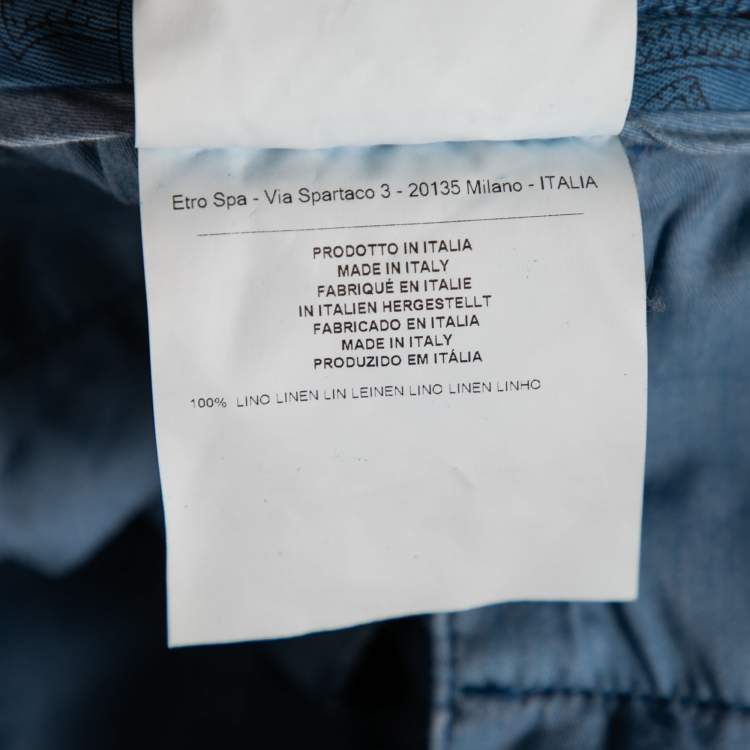 Etro Spa - Via Spartaco 3 - 20135 Milano - ITALIA
PRODOTTO IN ITALIA
MADE IN ITALY
FABRIQUÉ EN ITALIE
IN ITALIEN HERGESTELLT
FABRICADO EN ITALIA
MADE IN ITALY
PRODUZIDO EM ITÁLIA
100% LINO LINEN LIN LEINEN LINO LINEN LINHO